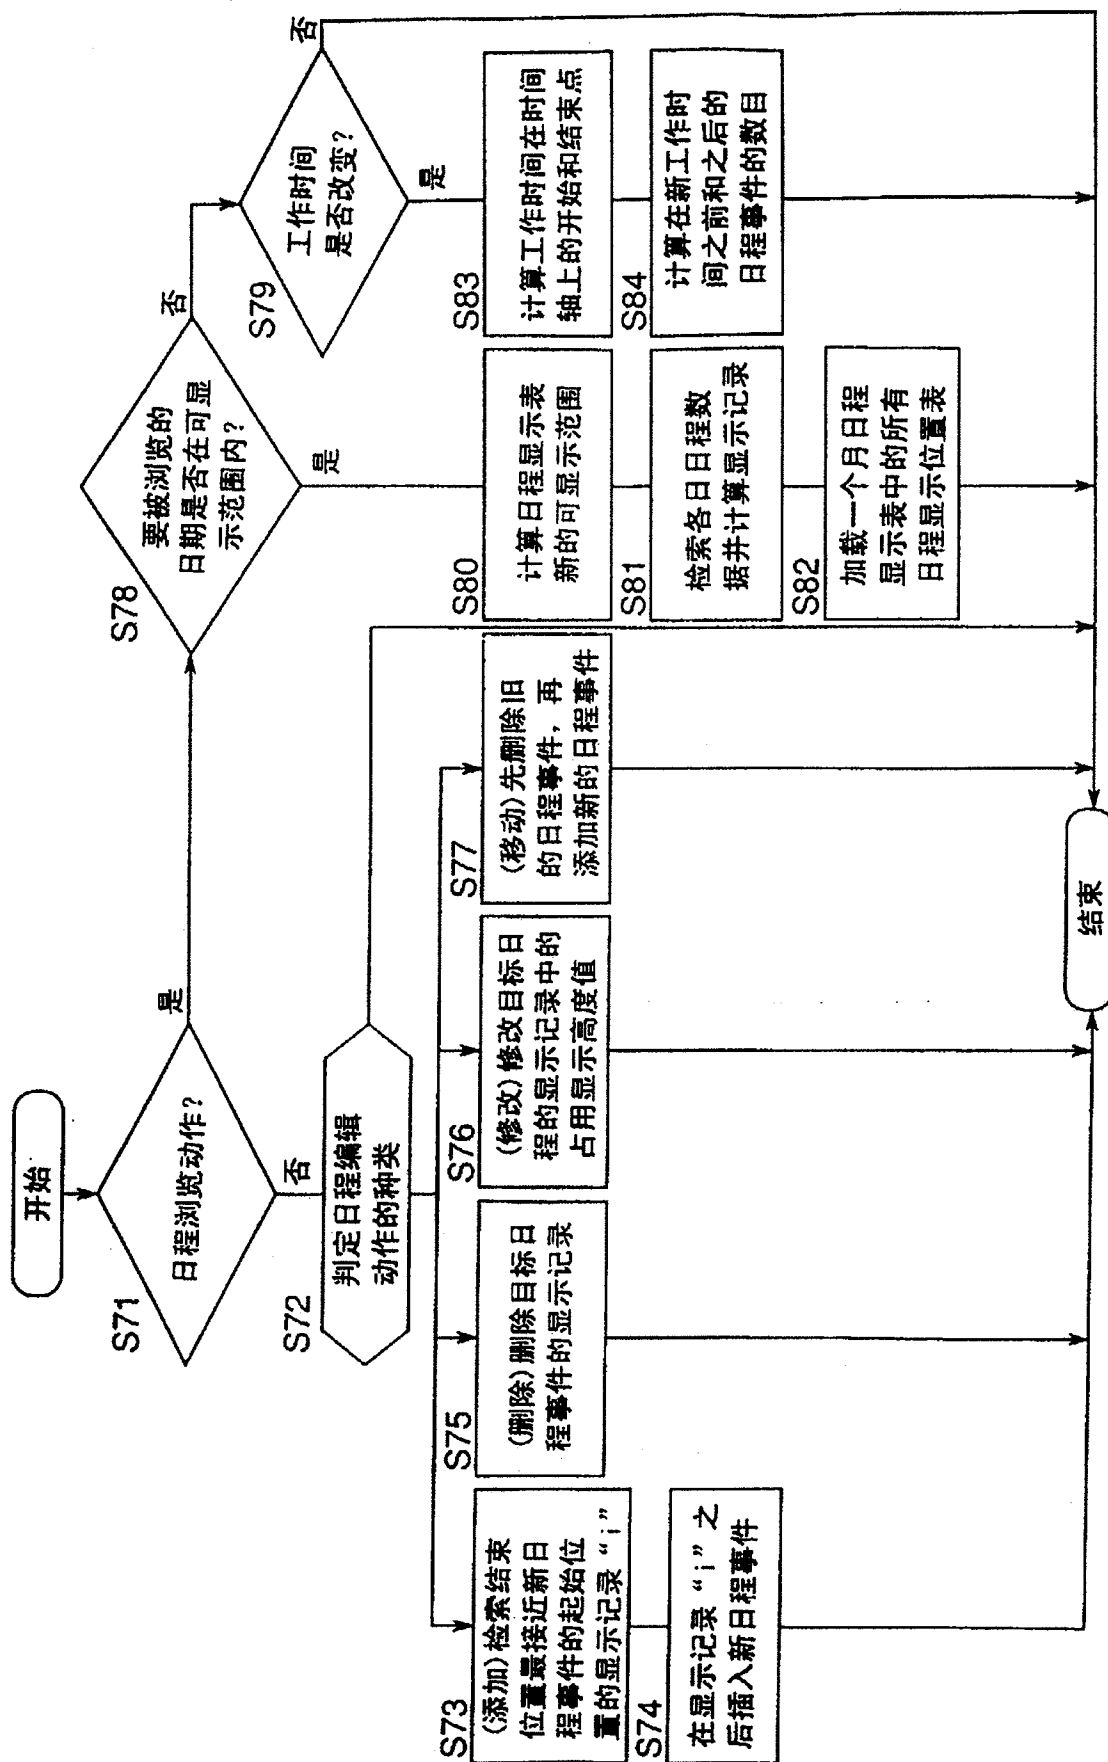 开始
S71
日程浏览动作?
是
否
S72
判定日程编辑
动作的种类
S73
(添加)检索结束
位置最接近新日
程事件的起始位
置的显示记录“i”
S74
在显示记录“i”之
后插入新日程事件
S75
(删除)删除目标日
程事件的显示记录
S76
(修改)修改目标日
程的显示记录中的
占用显示高度值
S77
(移动)先删除旧
的日程事件,再
添加新的日程事件
S78
要被浏览的
日期是否在可显
示范围内?
否
是
S79
工作时间
是否改变?
否
是
S80
计算日程显示表
新的可显示范围
S81
检索各日日程数
据并计算显示记录
S82
加载一个月日程
显示表中的所有
日程显示位置表
S83
计算工作时间在时间
轴上的开始和结束点
S84
计算在新工作时
间之前和之后的
日程事件的数目
结束